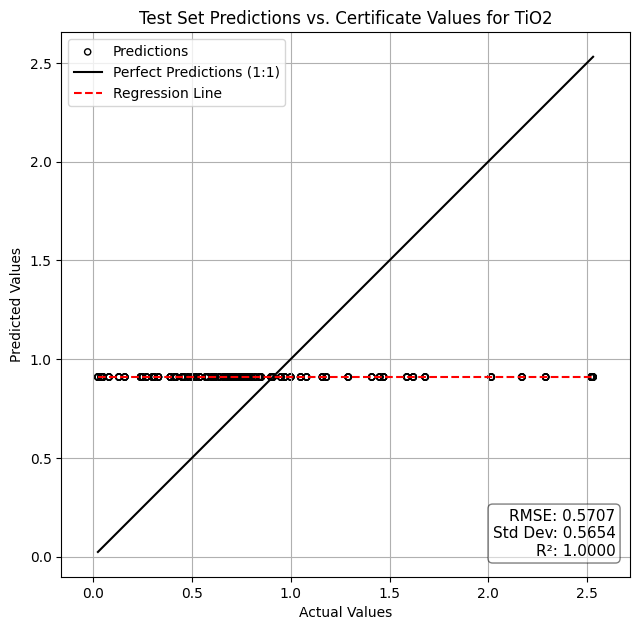 Test Set Predictions vs. Certificate Values for TiO2
Predictions
Perfect Predictions (1:1)
Regression Line
2.5
2.0
1.5
1.0
0.5
0.0
Predicted Values
RMSE: 0.5707
Std Dev: 0.5654
R²: 1.0000
0.0 0.5 1.0 1.5 2.0 2.5
Actual Values